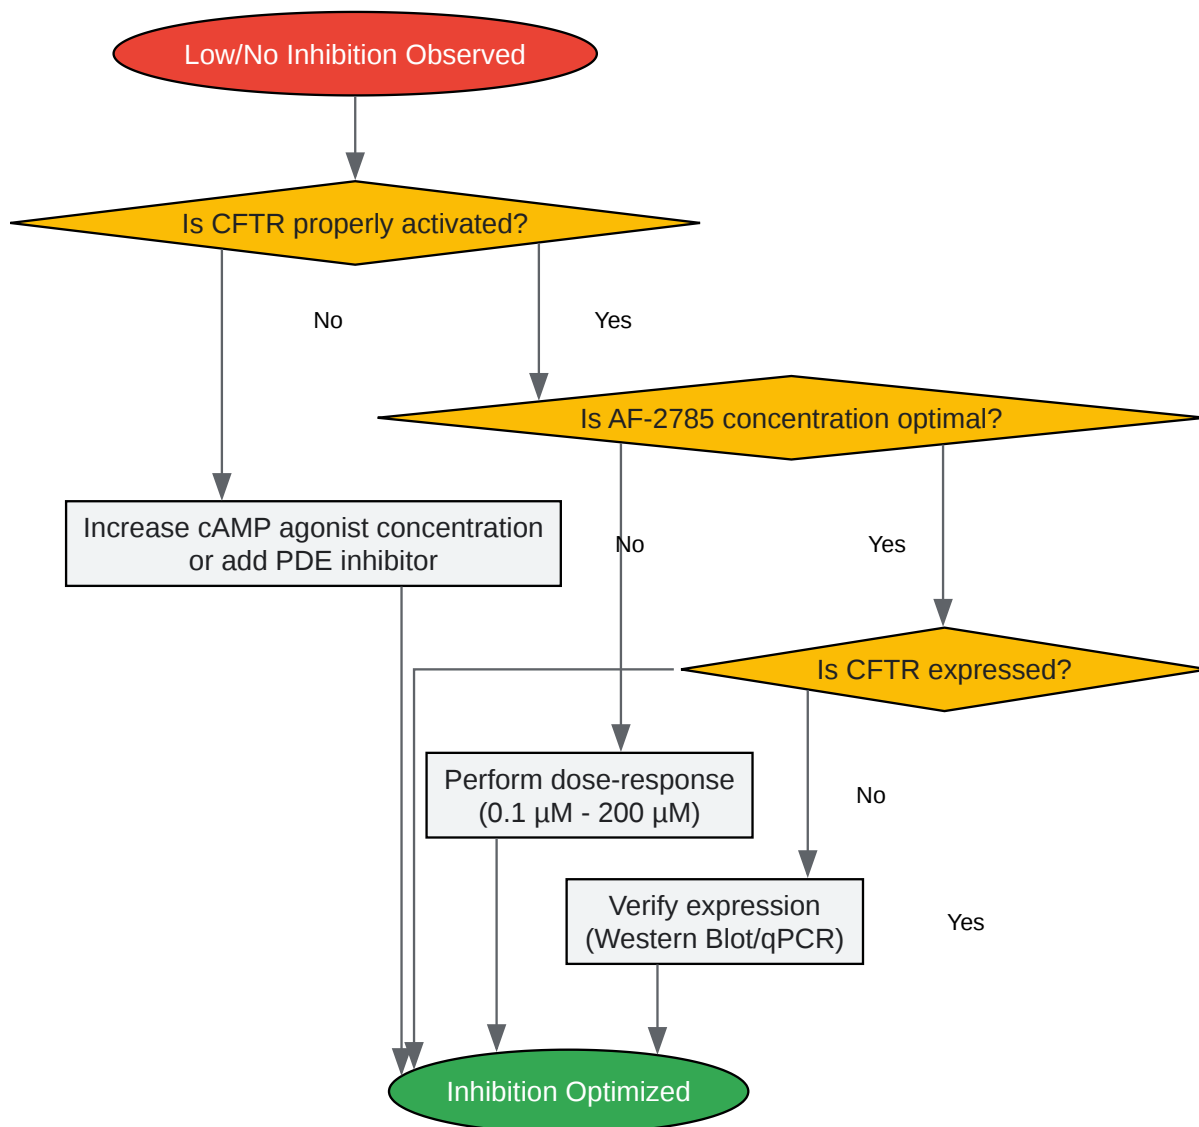 Low/No Inhibition Observed
Is CFTR properly activated?
No
Yes
Is AF-2785 concentration optimal?
Increase cAMP agonist concentration
or add PDE inhibitor
No
Yes
Is CFTR expressed?
Perform dose-response
(0.1 µM - 200 µM)
No
Verify expression
(Western Blot/qPCR)
Yes
Inhibition Optimized